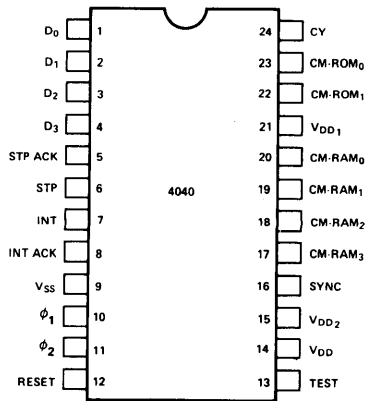 D₀ 1 24 CY
D₁ 2 23 CM-ROM₀
D₂ 3 22 CM-ROM₁
D₃ 4 21 VDD₁
STP ACK 5 20 CM-RAM₀
4040
STP 6 19 CM-RAM₁
INT 7 18 CM-RAM₂
INT ACK 8 17 CM-RAM₃
VSS 9 16 SYNC
ϕ₁ 10 15 VDD₂
ϕ₂ 11 14 VDD
RESET 12 13 TEST